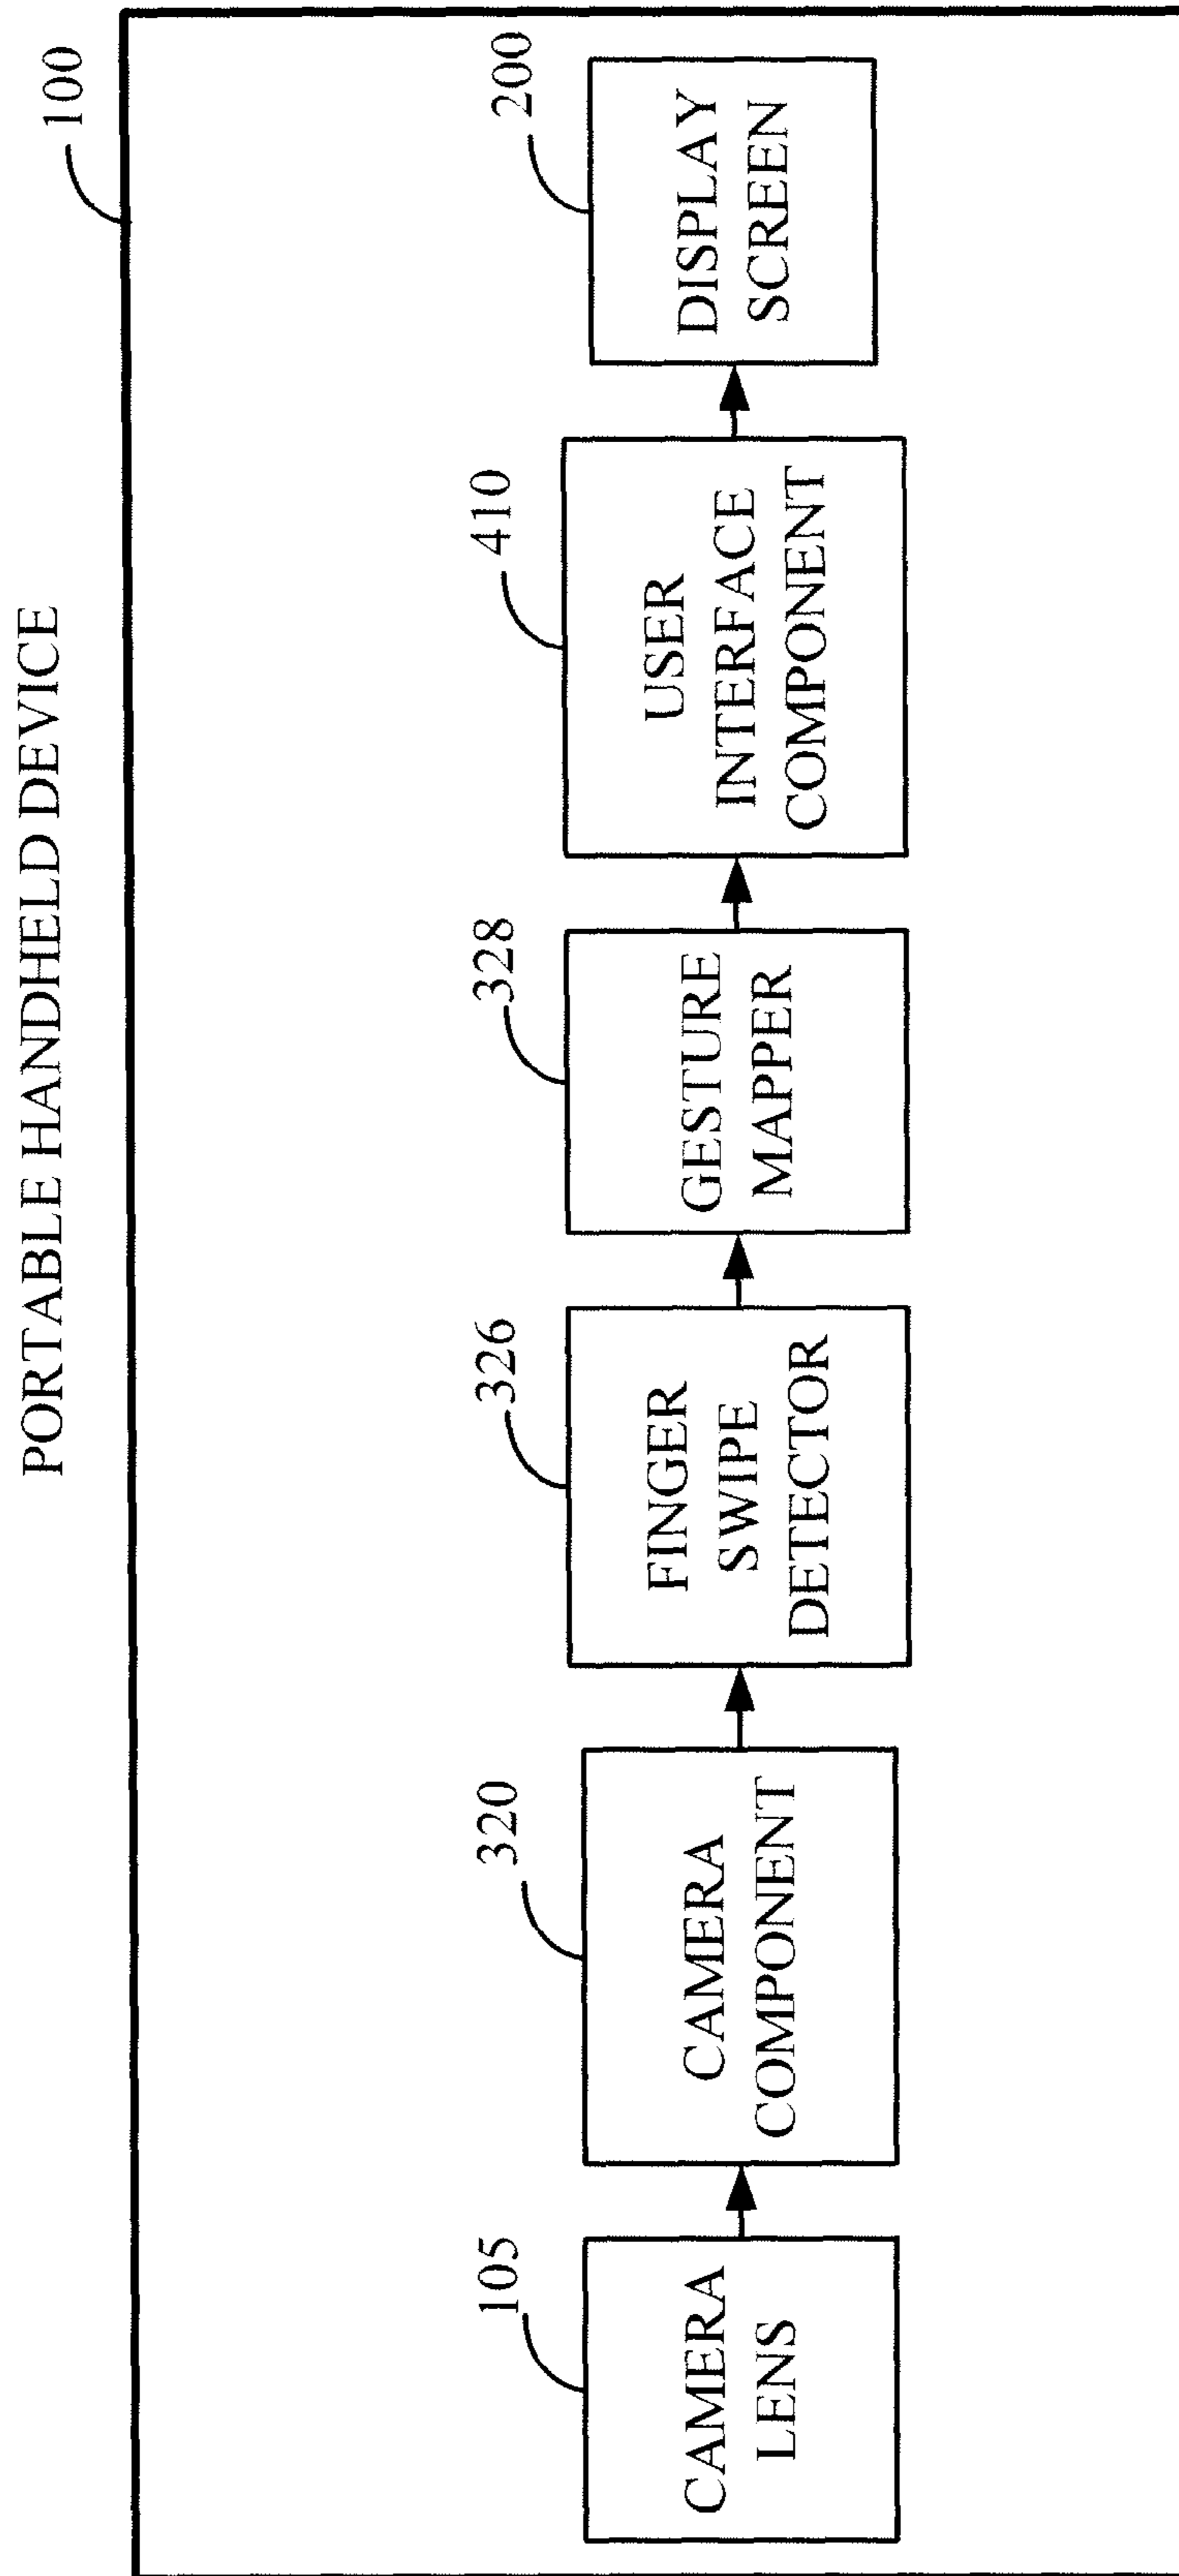 PORTABLE HANDHELD DEVICE
100
105
CAMERA
LENS
320
CAMERA
COMPONENT
326
FINGER
SWIPE
DETECTOR
328
GESTURE
MAPPER
410
USER
INTERFACE
COMPONENT
200
DISPLAY
SCREEN